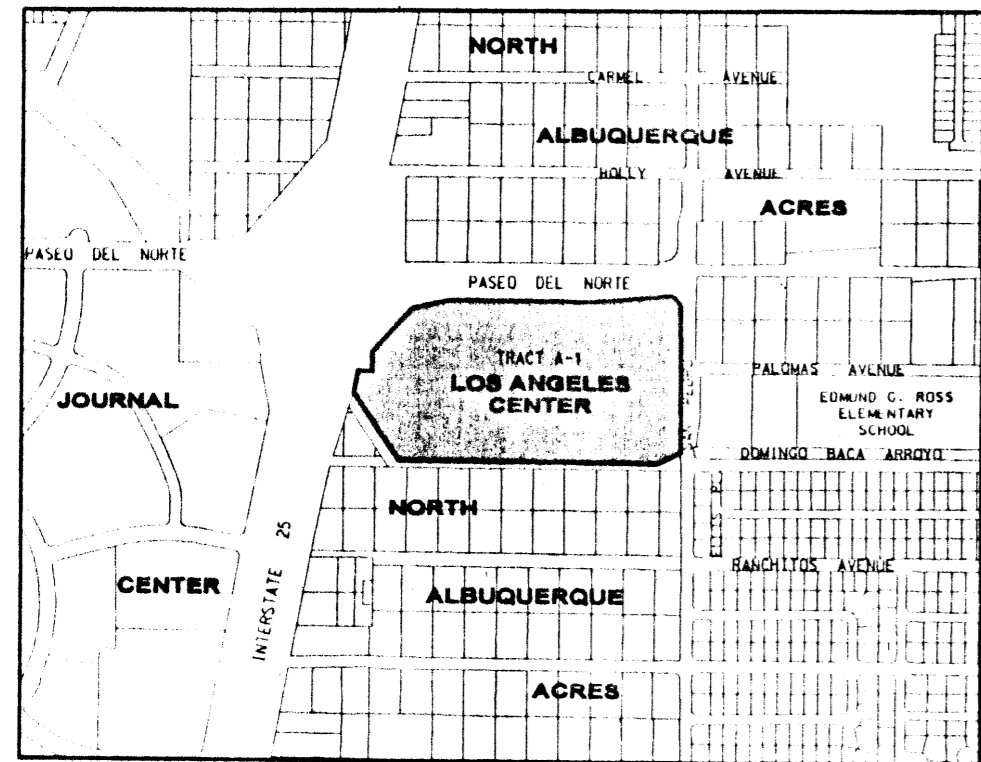 NORTH
CARMEL AVENUE
ALBUQUERQUE
HOLLY AVENUE
ACRES
PASEO DEL NORTE
PASEO DEL NORTE
TRACT A-1
LOS ANGELES
CENTER
PALOMAS AVENUE
JOURNAL
EDMUND G. ROSS
ELEMENTARY
SCHOOL
DOMINGO BACA ARROYO
NORTH
INTERSTATE 25
RANCHITOS AVENUE
CENTER
ALBUQUERQUE
ACRES